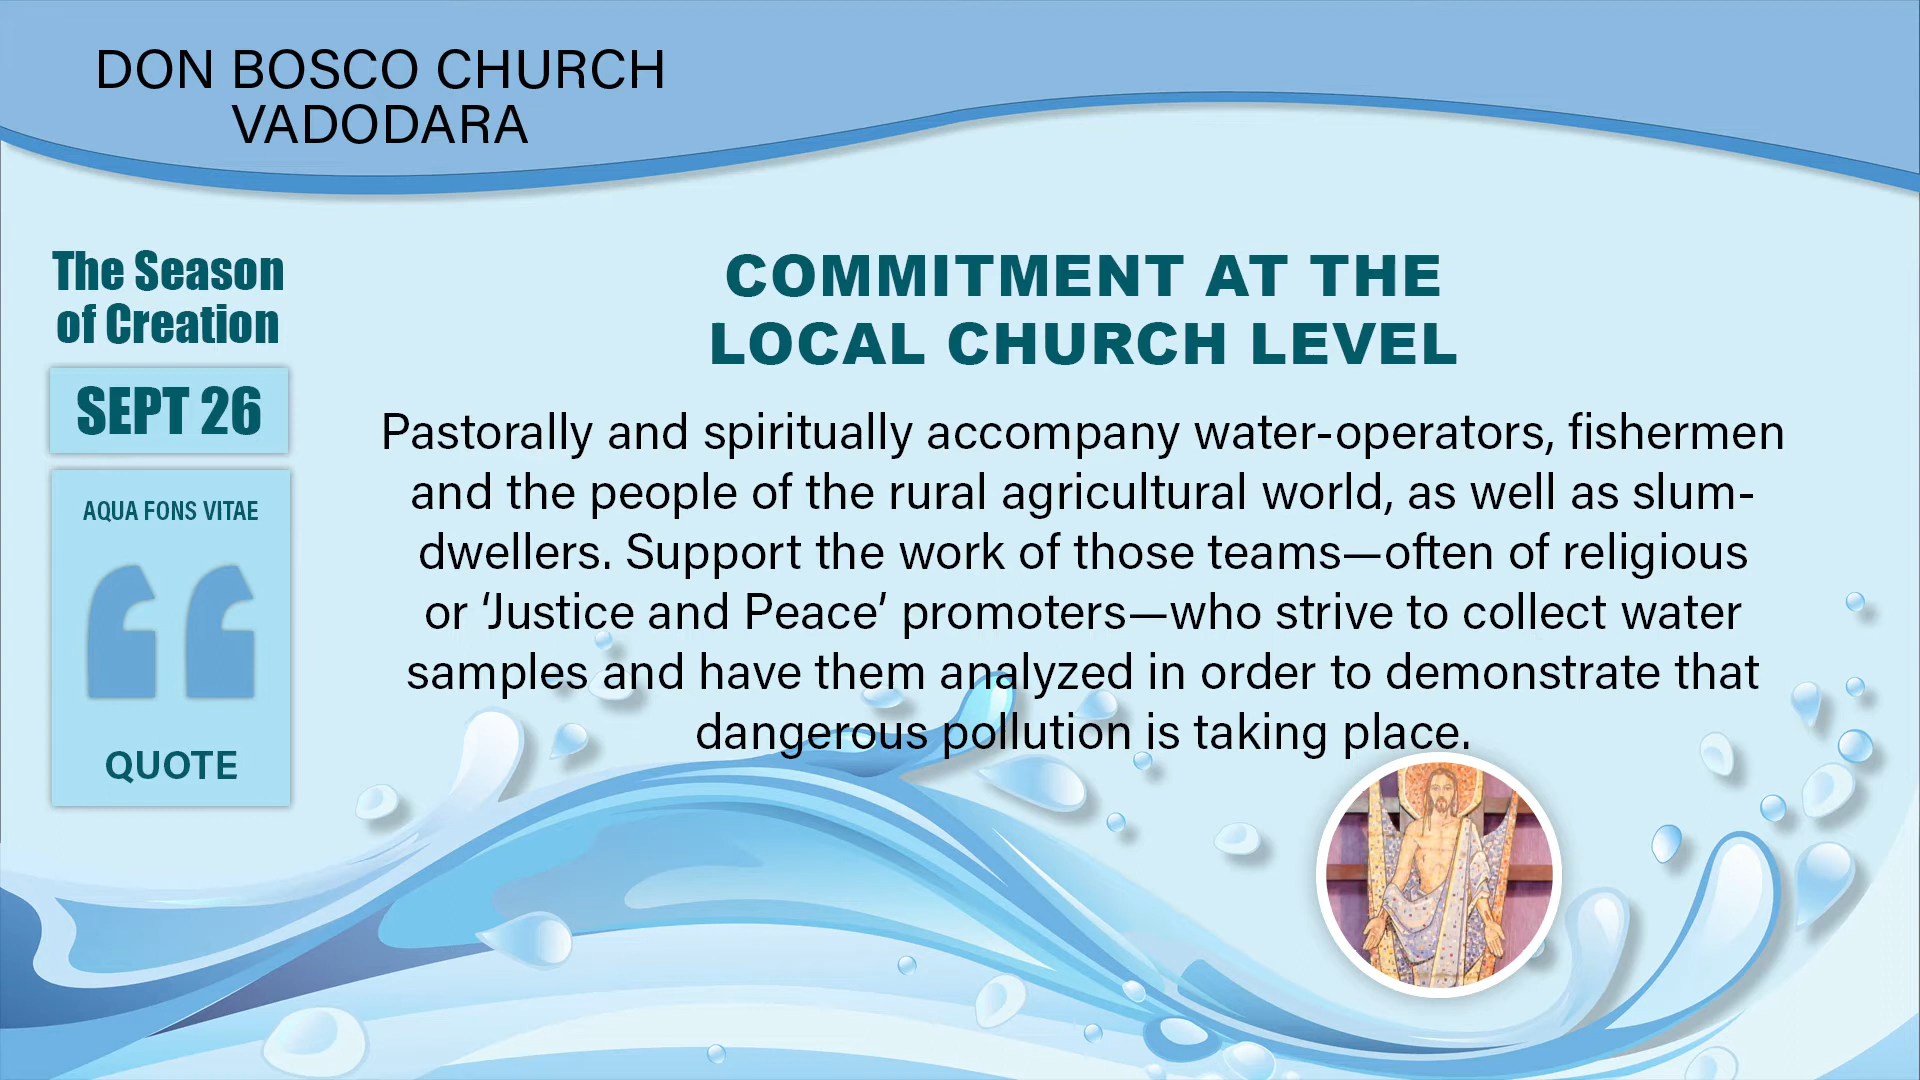 DON BOSCO CHURCH
VADODARA
The Season
of Creation
SEPT 26
AQUA FONS VITAE
“
QUOTE
COMMITMENT AT THE
LOCAL CHURCH LEVEL
Pastorally and spiritually accompany water-operators, fishermen
and the people of the rural agricultural world, as well as slum-
dwellers. Support the work of those teams—often of religious
or ‘Justice and Peace’ promoters—who strive to collect water
samples and have them analyzed in order to demonstrate that
dangerous pollution is taking place.